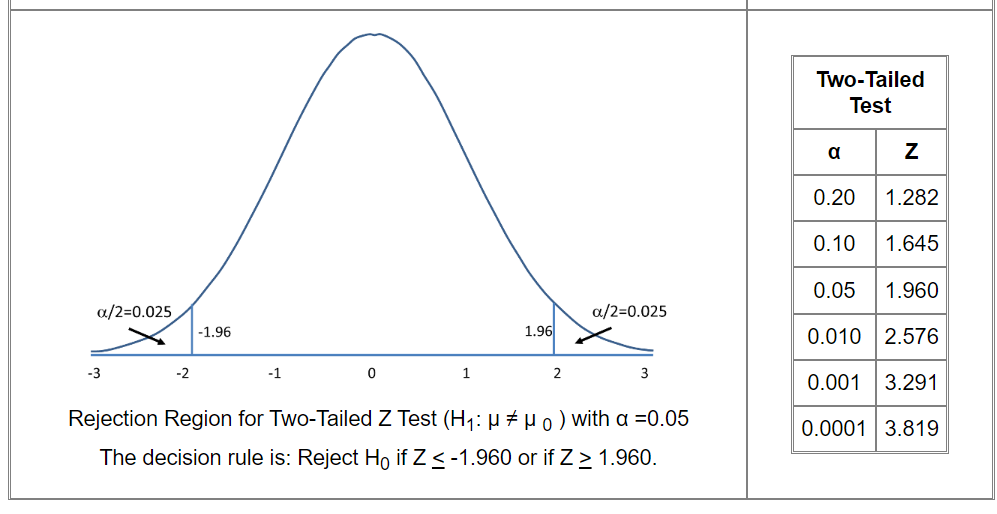 α/2=0.025
α/2=0.025
-1.96
1.96
-3 -2 -1 0 1 2 3
Rejection Region for Two-Tailed Z Test (H₁: μ ≠ μ ₀ ) with α =0.05
The decision rule is: Reject H₀ if Z ≤ -1.960 or if Z ≥ 1.960.
Two-Tailed
Test
α Z
0.20 1.282
0.10 1.645
0.05 1.960
0.010 2.576
0.001 3.291
0.0001 3.819